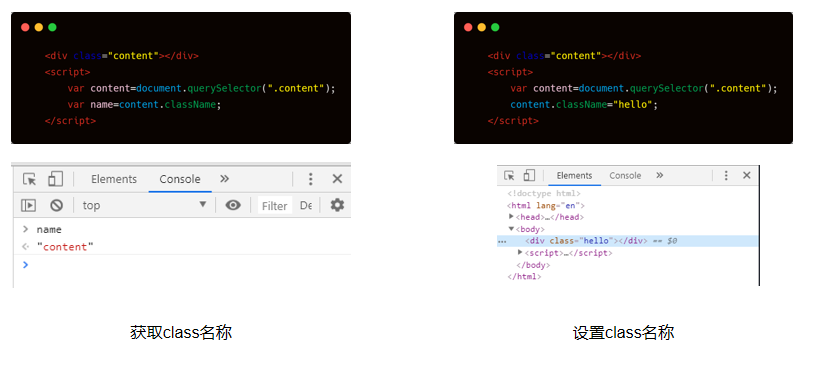 <div class="content"></div>
<script>
var content=document.querySelector(".content");
var name=content.className;
</script>
Elements Console »
top Filter De
> name
"content"
>
获取class名称
<div class="content"></div>
<script>
var content=document.querySelector(".content");
content.className="hello";
</script>
Elements Console »
<!doctype html>
<html lang="en">
<head>…</head>
<body>
<div class="hello"></div> == $0
<script>…</script>
</body>
</html>
设置class名称